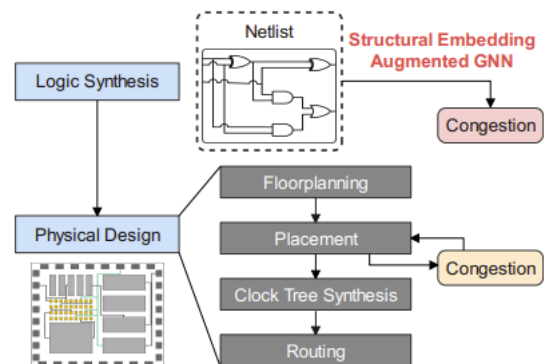 Netlist
Structural Embedding
Augmented GNN
Logic Synthesis
Congestion
Floorplanning
Physical Design
Placement
Congestion
Clock Tree Synthesis
Routing